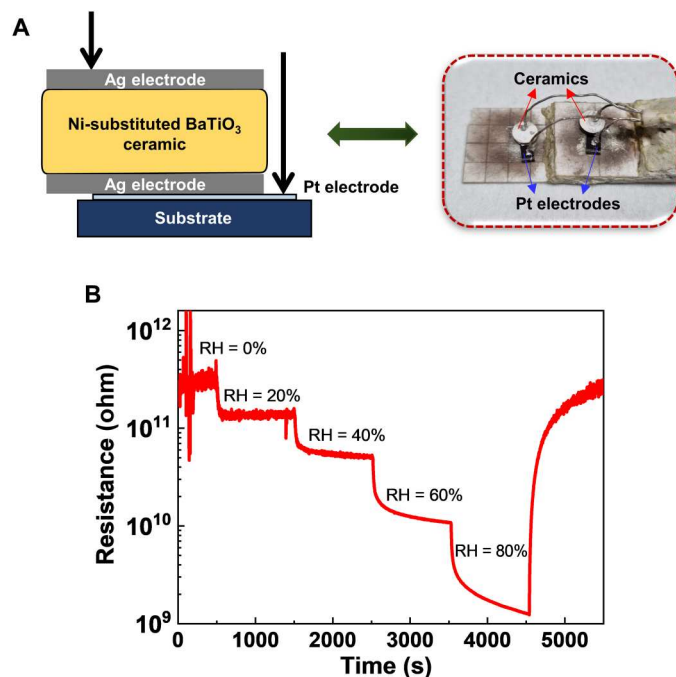 A
Ag electrode
Ni-substituted BaTiO3
ceramic
Ag electrode
Pt electrode
Substrate
Ceramics
Pt electrodes
B
Resistance (ohm)
10^12
10^11
10^10
10^9
RH = 0%
RH = 20%
RH = 40%
RH = 60%
RH = 80%
0 1000 2000 3000 4000 5000
Time (s)